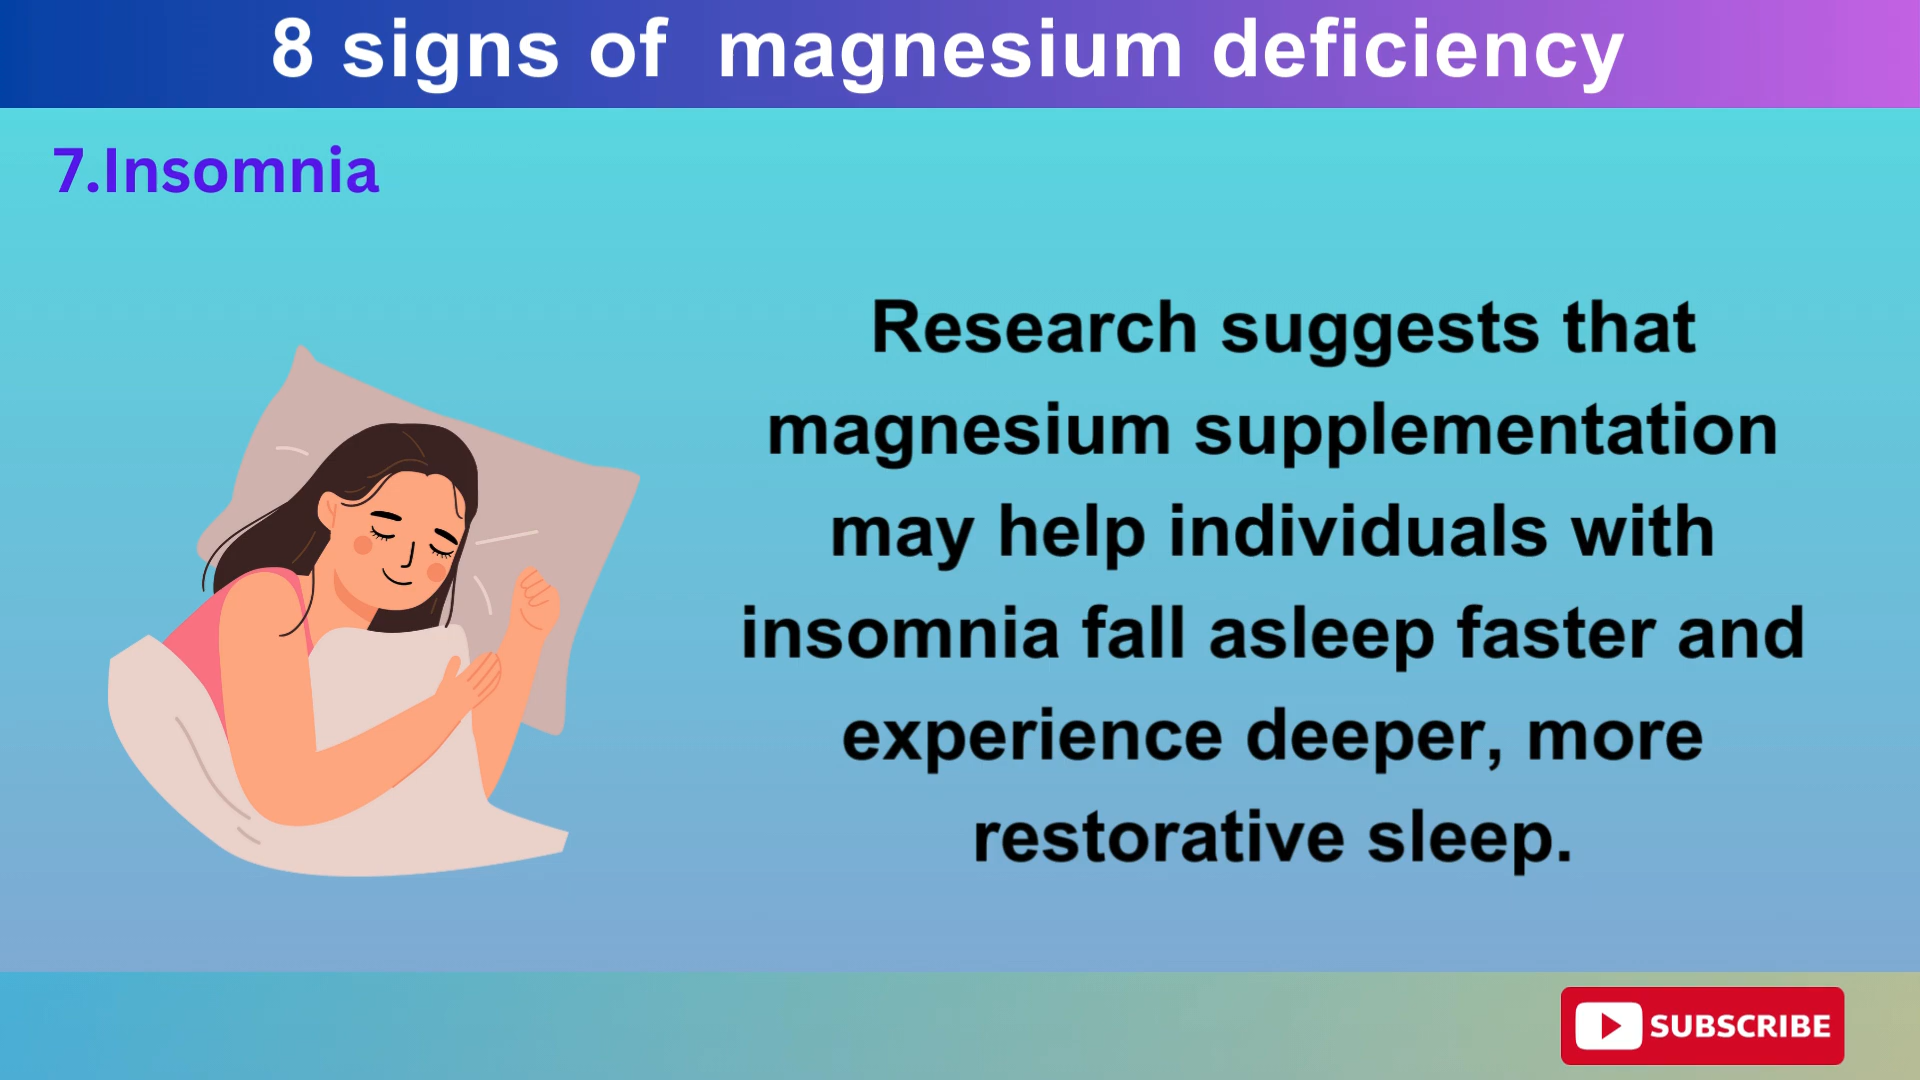 8 signs of  magnesium deficiency
7.Insomnia
Research suggests that
magnesium supplementation
may help individuals with
insomnia fall asleep faster and
experience deeper, more
restorative sleep.
SUBSCRIBE